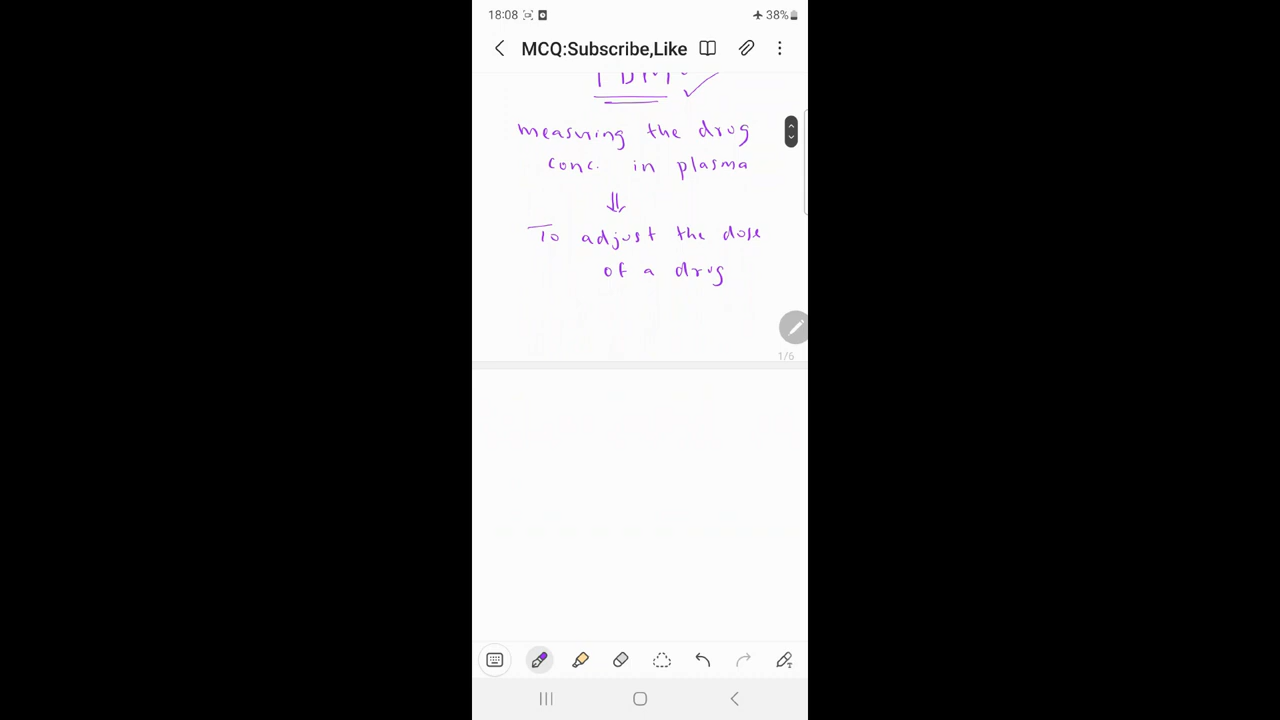 18:08
38%
MCQ:Subscribe,Like
measuring the drug
conc. in plasma
To adjust the dose
of a drug
1/6